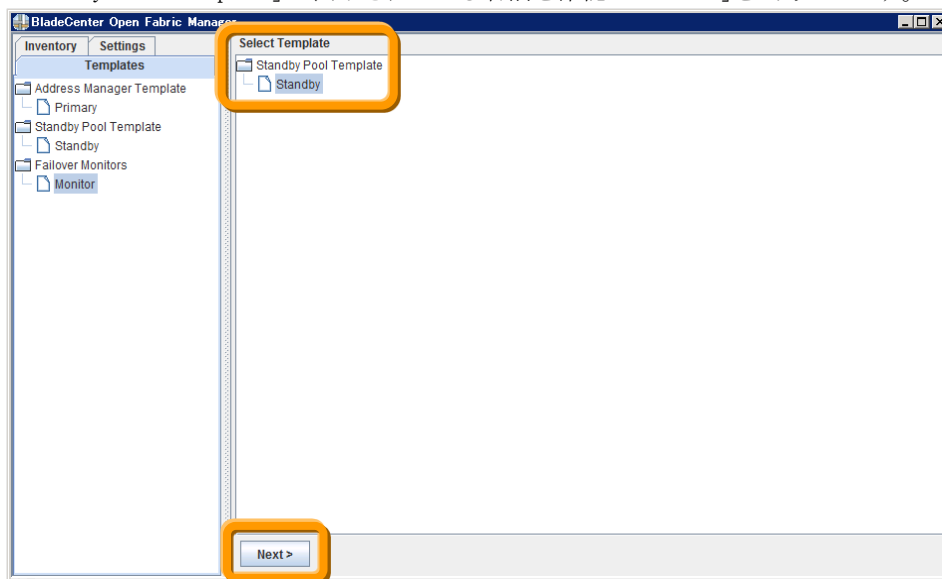 BladeCenter Open Fabric Manager
Inventory
Settings
Templates
Address Manager Template
Primary
Standby Pool Template
Standby
Failover Monitors
Monitor
Select Template
Standby Pool Template
Standby
Next >